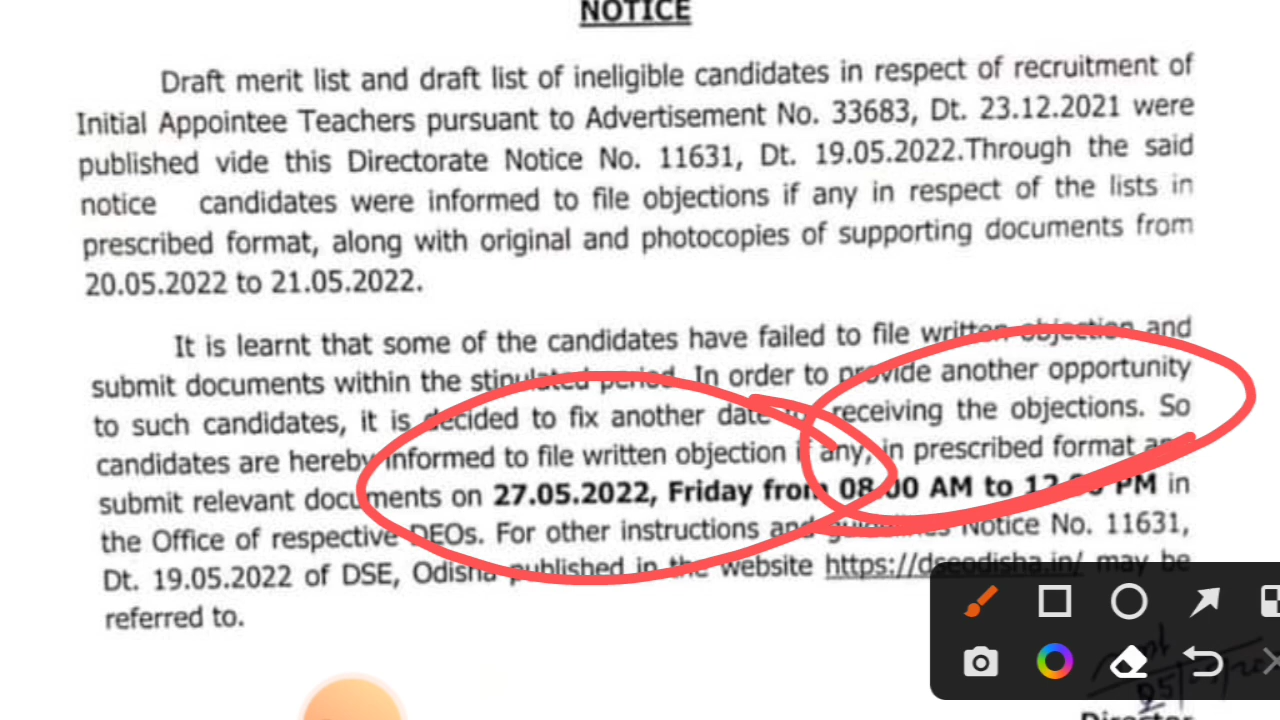 NOTICE
Draft merit list and draft list of ineligible candidates in respect of recruitment of
Initial Appointee Teachers pursuant to Advertisement No. 33683, Dt. 23.12.2021 were
published vide this Directorate Notice No. 11631, Dt. 19.05.2022.Through the said
notice candidates were informed to file objections if any in respect of the lists in
prescribed format, along with original and photocopies of supporting documents from
20.05.2022 to 21.05.2022.
It is learnt that some of the candidates have failed to file written objection and
submit documents within the stipulated period. In order to provide another opportunity
to such candidates, it is decided to fix another date for receiving the objections. So
candidates are hereby informed to file written objection if any, in prescribed format and
submit relevant documents on 27.05.2022, Friday from 08.00 AM to 12.00 PM in
the Office of respective DEOs. For other instructions and guidelines Notice No. 11631,
Dt. 19.05.2022 of DSE, Odisha published in the website https://dseodisha.in/ may be
referred to.
Director